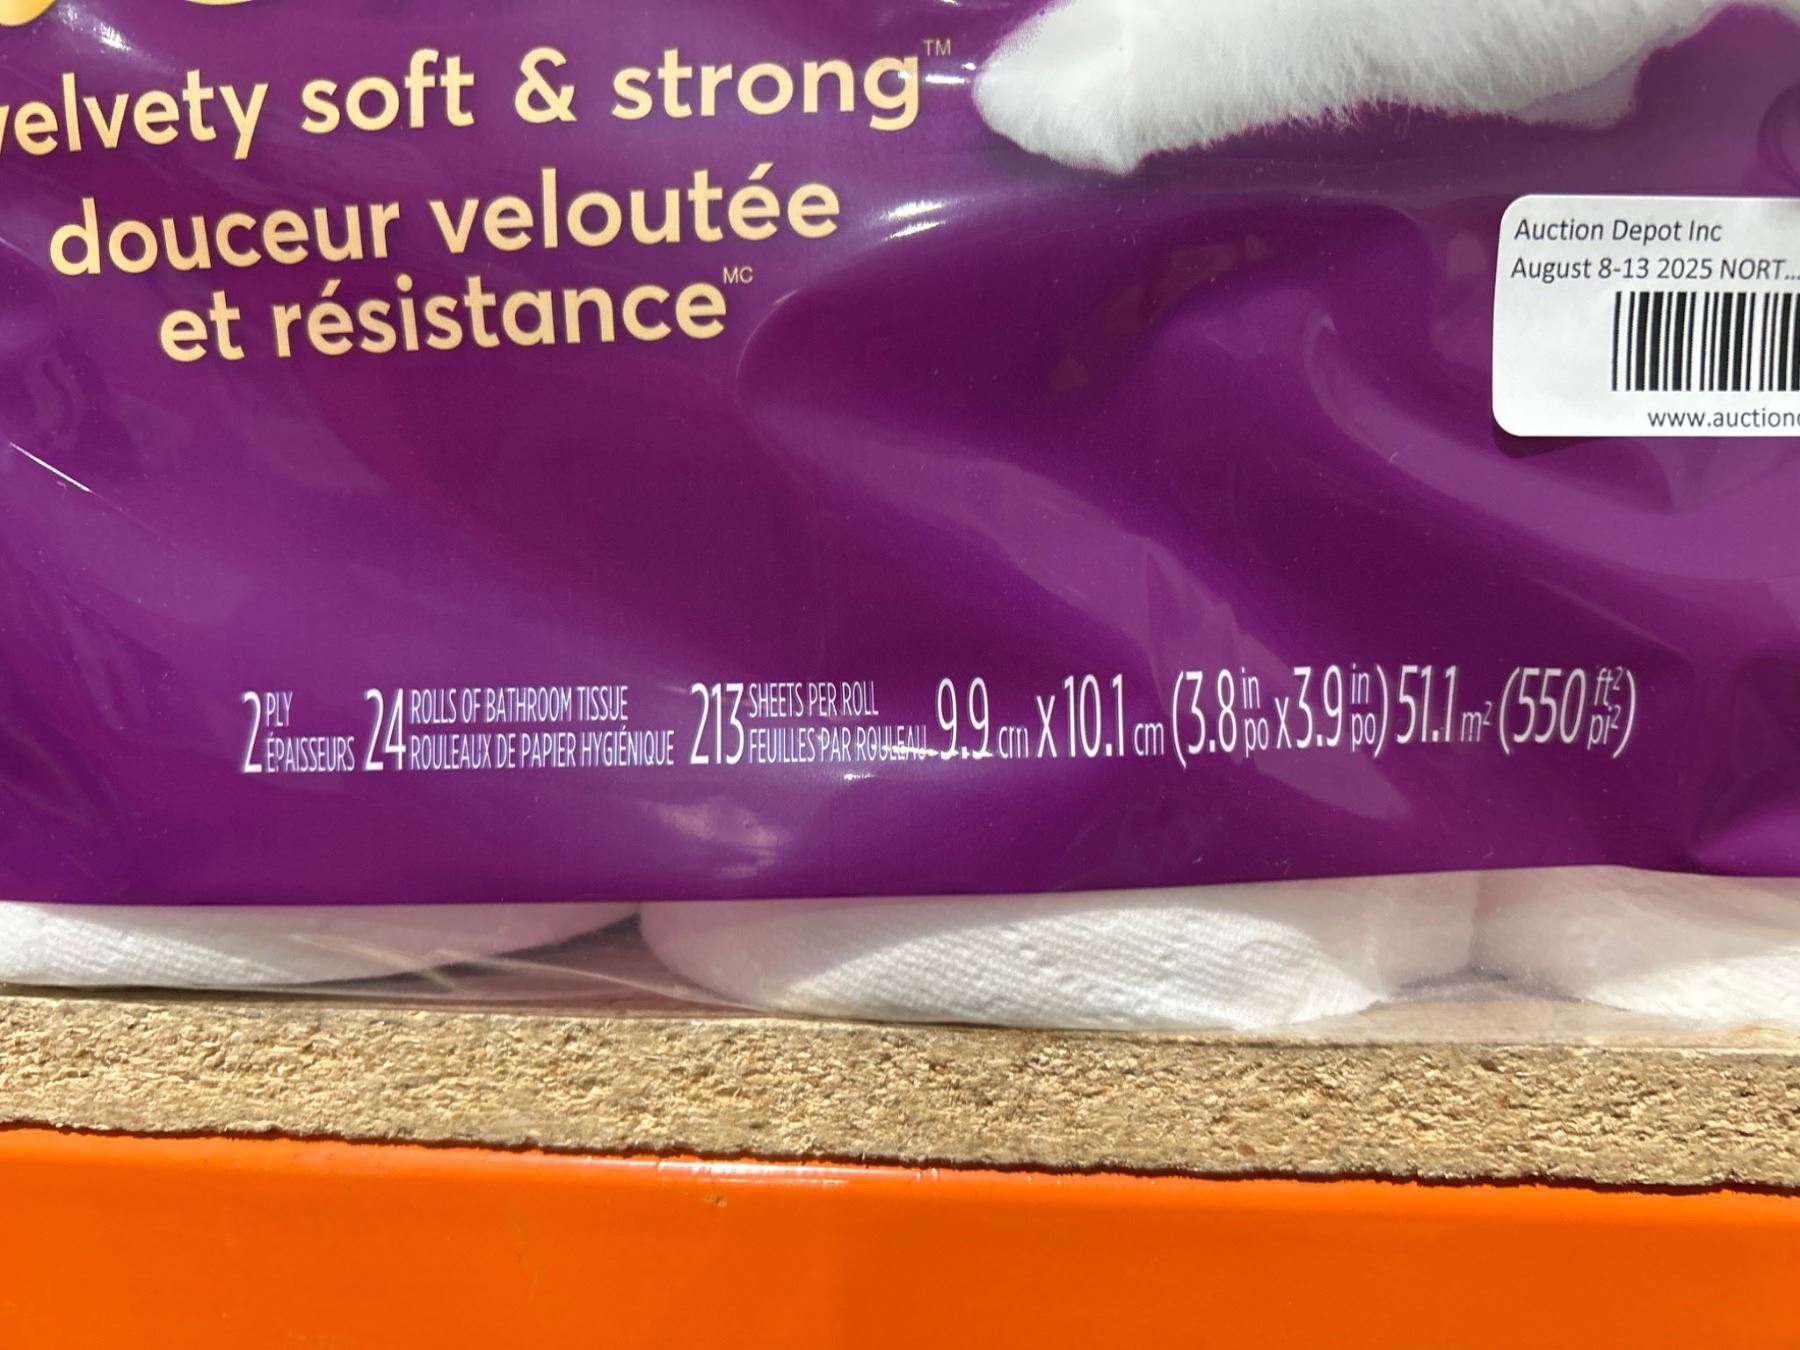 velvety soft & strong™
douceur veloutée
et résistance MC
Auction Depot Inc
August 8-13 2025 NORT...
www.auction
2 PLY ÉPAISSEURS 24 ROLLS OF BATHROOM TISSUE ROULEAUX DE PAPIER HYGIÉNIQUE 213 SHEETS PER ROLL FEUILLES PAR ROULEAU 9.9 cm X 10.1 cm (3.8 in po x 3.9 in po) 51.1 m² (550 ft² pi²)